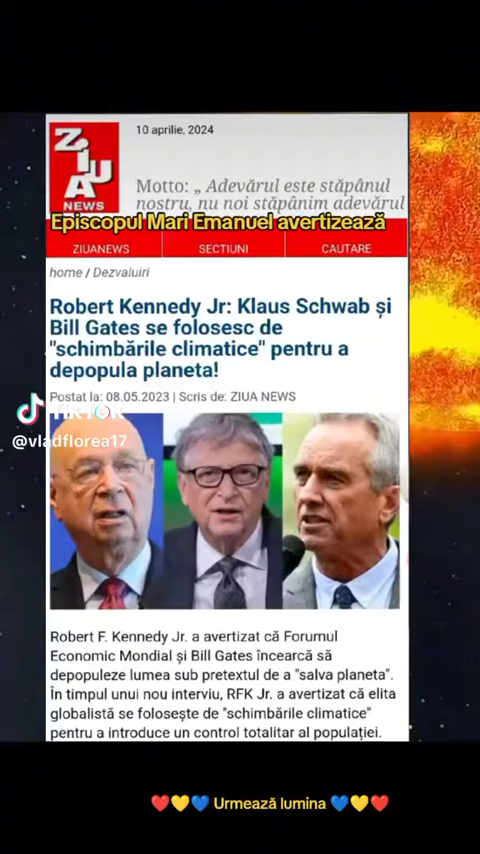 10 aprilie, 2024
ZIUA
NEWS
Motto: „ Adevărul este stăpânul
nostru, nu noi stăpânim adevărul
Episcopul Mari Emanuel avertizează
ZIUANEWS SECTIUNI CAUTARE
home / Dezvaluiri
Robert Kennedy Jr: Klaus Schwab și
Bill Gates se folosesc de
"schimbările climatice" pentru a
depopula planeta!
Postat la: 08.05.2023 | Scris de: ZIUA NEWS
TikTok
@vladflorea17
Robert F. Kennedy Jr. a avertizat că Forumul
Economic Mondial și Bill Gates încearcă să
depopuleze lumea sub pretextul de a "salva planeta".
În timpul unui nou interviu, RFK Jr. a avertizat că elita
globalistă se folosește de "schimbările climatice"
pentru a introduce un control totalitar al populației.
❤️💛💙 Urmează lumina 💙💛❤️